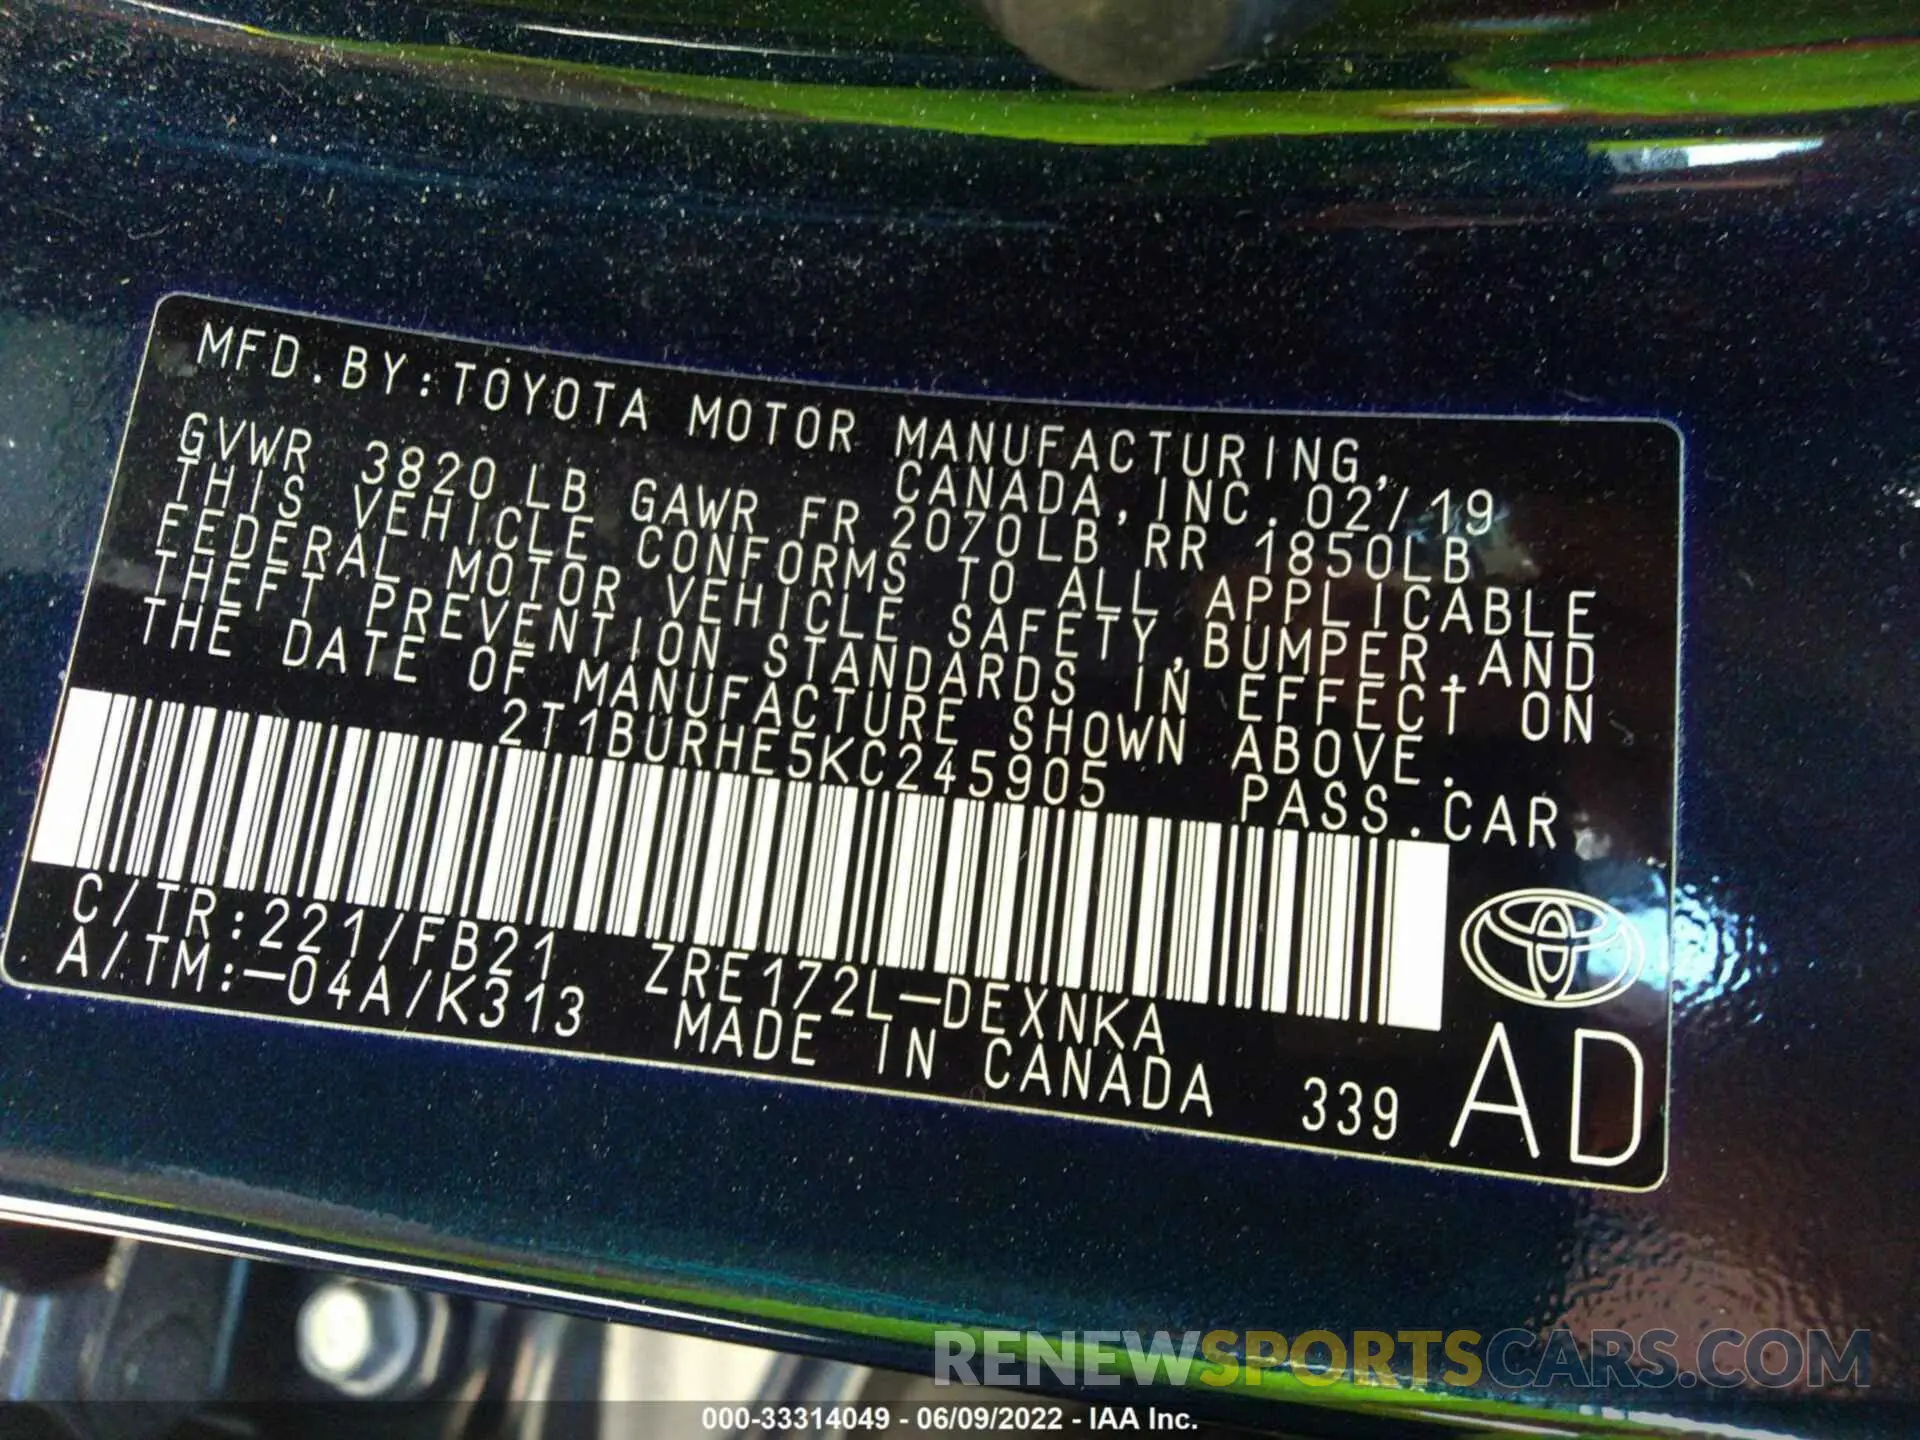 MFD.BY:TOYOTA MOTOR MANUFACTURING,
CANADA,INC.02/19
GVWR 3820LB GAWR FR 2070LB RR 1850LB
THIS VEHICLE CONFORMS TO ALL APPLICABLE
FEDERAL MOTOR VEHICLE SAFETY,BUMPER,AND
THEFT PREVENTION STANDARDS IN EFFECT ON
THE DATE OF MANUFACTURE SHOWN ABOVE.
2T1BURHE5KC245905 PASS.CAR
C/TR:221/FB21 ZRE172L-DEXNKA
A/TM:-04A/K313 MADE IN CANADA 339 AD
RENEWSPORTSCARS.COM
000-33314049 - 06/09/2022 - IAA Inc.